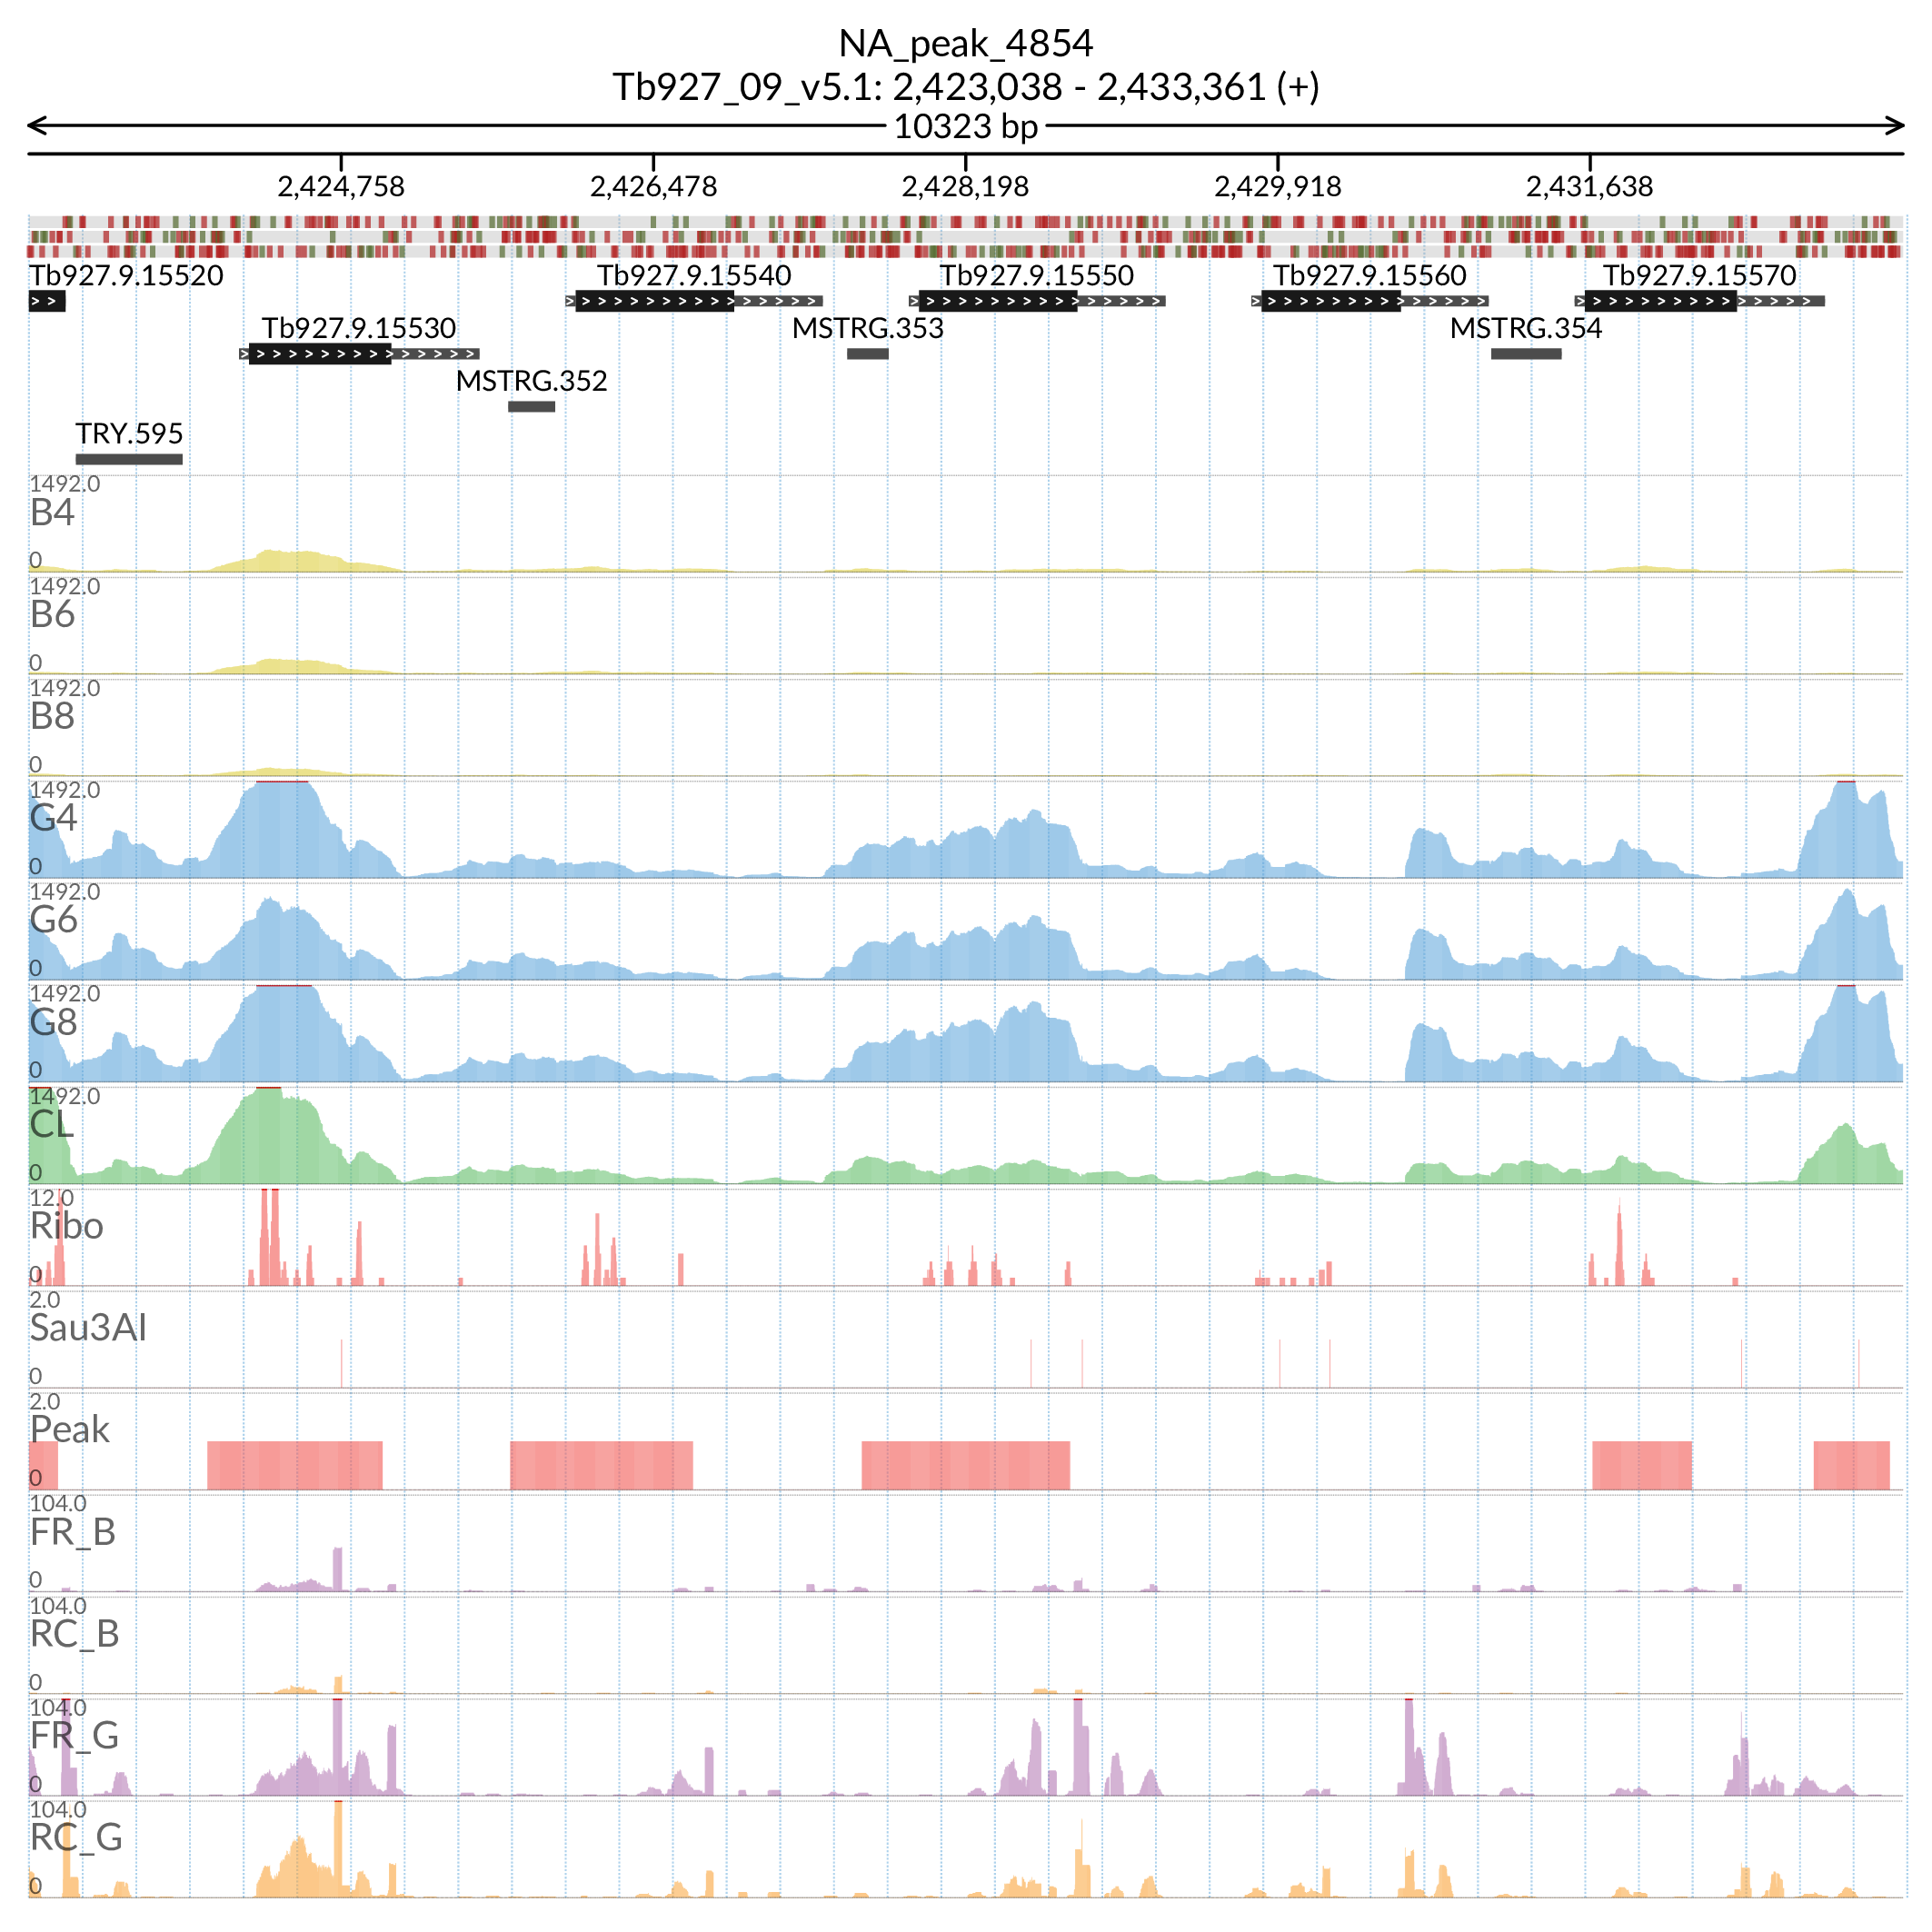 NA_peak_4854
Tb927_09_v5.1: 2,423,038 - 2,433,361 (+)
10323 bp
2,424,758 2,426,478 2,428,198 2,429,918 2,431,638
Tb927.9.15520 Tb927.9.15540 Tb927.9.15550 Tb927.9.15560 Tb927.9.15570
Tb927.9.15530 MSTRG.353 MSTRG.354
MSTRG.352
TRY.595
1492.0
B4
0
1492.0
B6
0
1492.0
B8
0
1492.0
G4
0
1492.0
G6
0
1492.0
G8
0
1492.0
CL
0
12.0
Ribo
0
2.0
Sau3AI
0
2.0
Peak
0
104.0
FR_B
0
104.0
RC_B
0
104.0
FR_G
0
104.0
RC_G
0